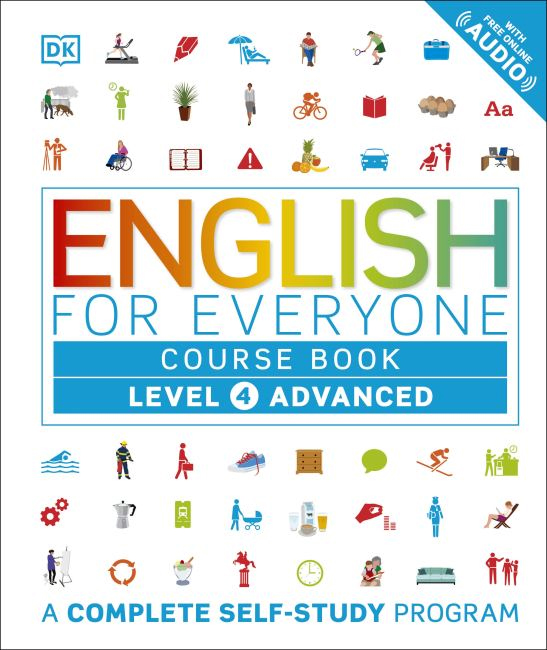 DK
WITH
FREE ONLINE
AUDIO
Aa
ENGLISH
FOR EVERYONE
COURSE BOOK
LEVEL 4 ADVANCED
A COMPLETE SELF-STUDY PROGRAM